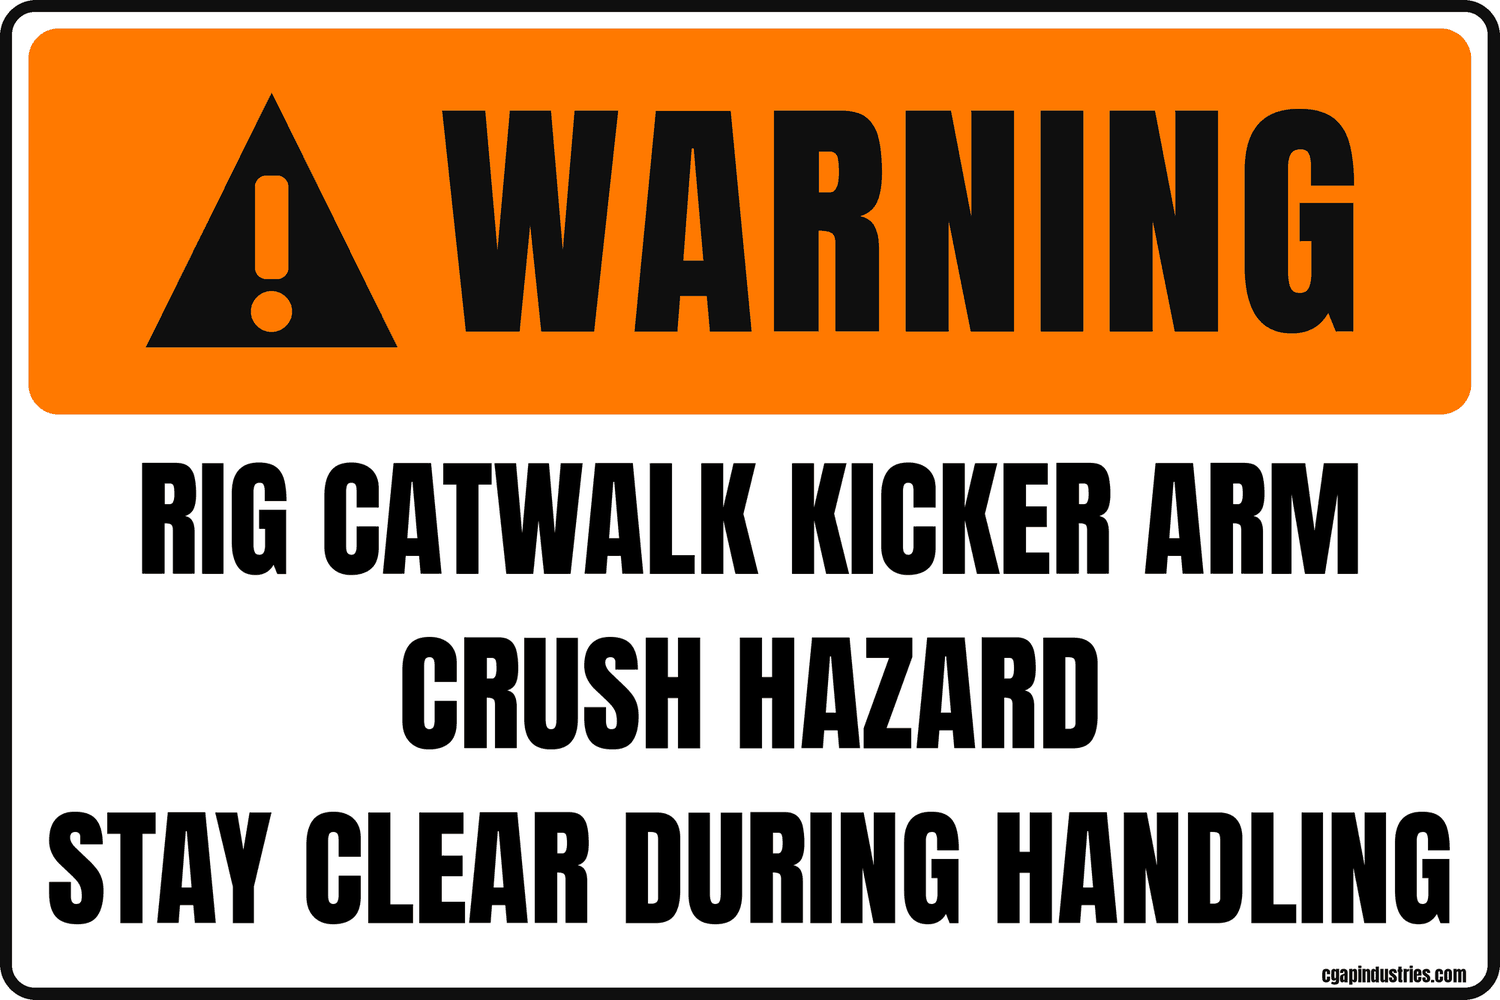 WARNING
RIG CATWALK KICKER ARM
CRUSH HAZARD
STAY CLEAR DURING HANDLING
cgapindustries.com